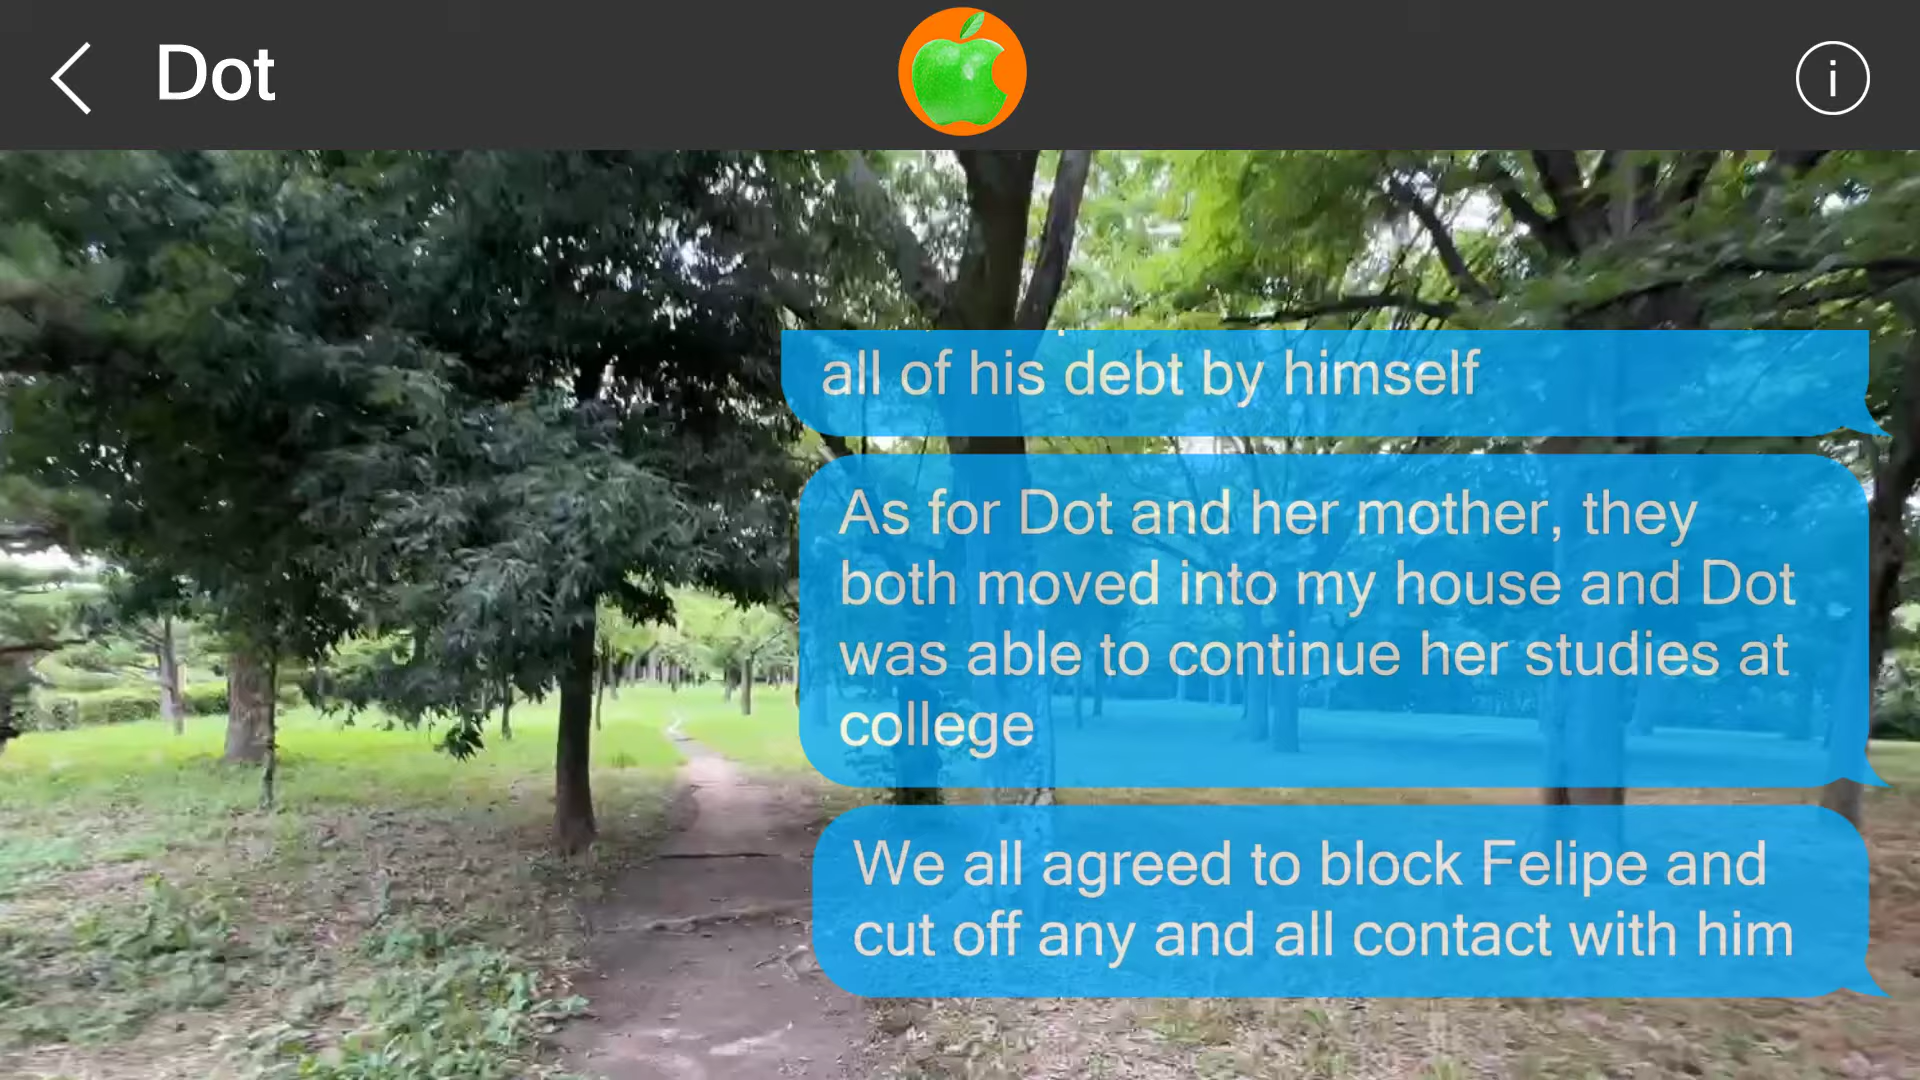 Dot
i
all of his debt by himself
As for Dot and her mother, they
both moved into my house and Dot
was able to continue her studies at
college
We all agreed to block Felipe and
cut off any and all contact with him